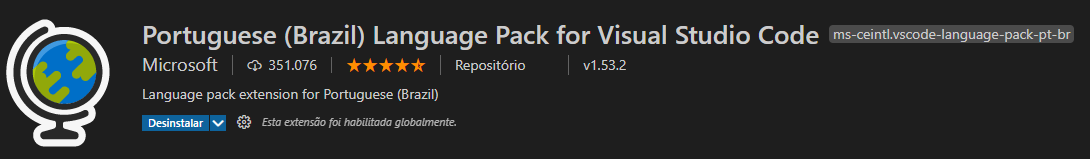 Portuguese (Brazil) Language Pack for Visual Studio Code ms-ceintl.vscode-language-pack-pt-br
Microsoft 351.076 Repositório v1.53.2
Language pack extension for Portuguese (Brazil)
Desinstalar Esta extensão foi habilitada globalmente.